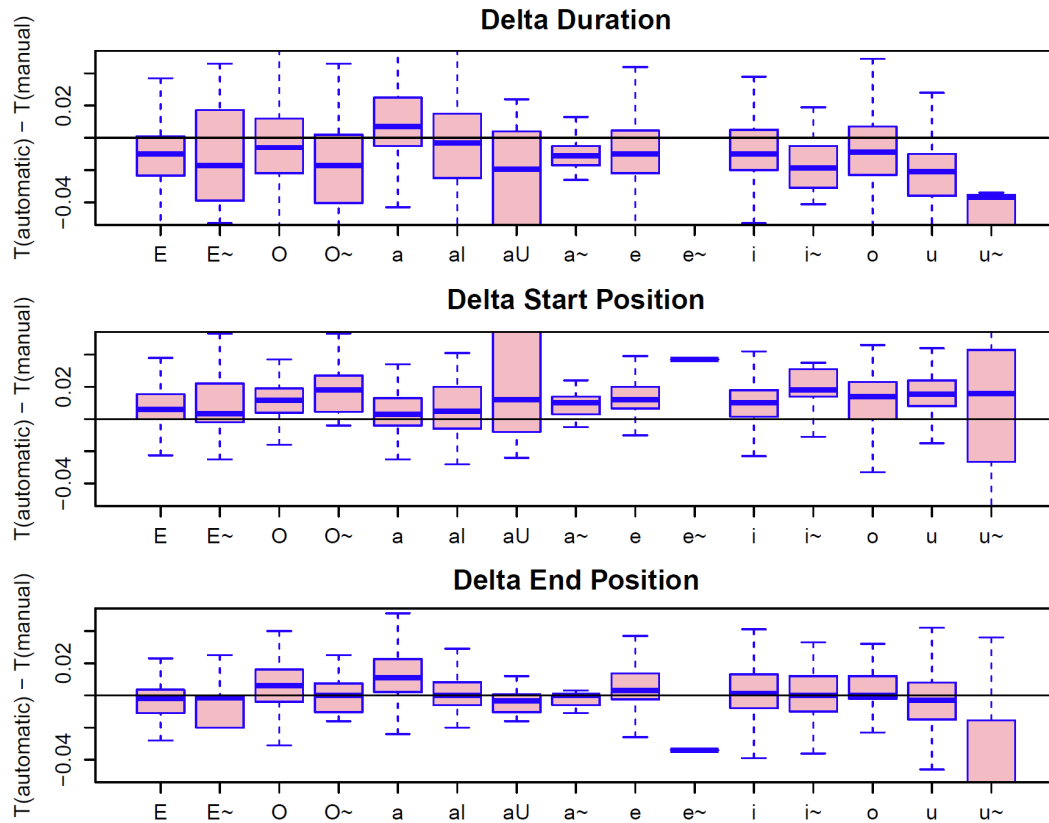 Delta Duration
T(automatic) − T(manual)
0.02
−0.04
E E~ O O~ a aI aU a~ e e~ i i~ o u u~
Delta Start Position
T(automatic) − T(manual)
0.02
−0.04
E E~ O O~ a aI aU a~ e e~ i i~ o u u~
Delta End Position
T(automatic) − T(manual)
0.02
−0.04
E E~ O O~ a aI aU a~ e e~ i i~ o u u~